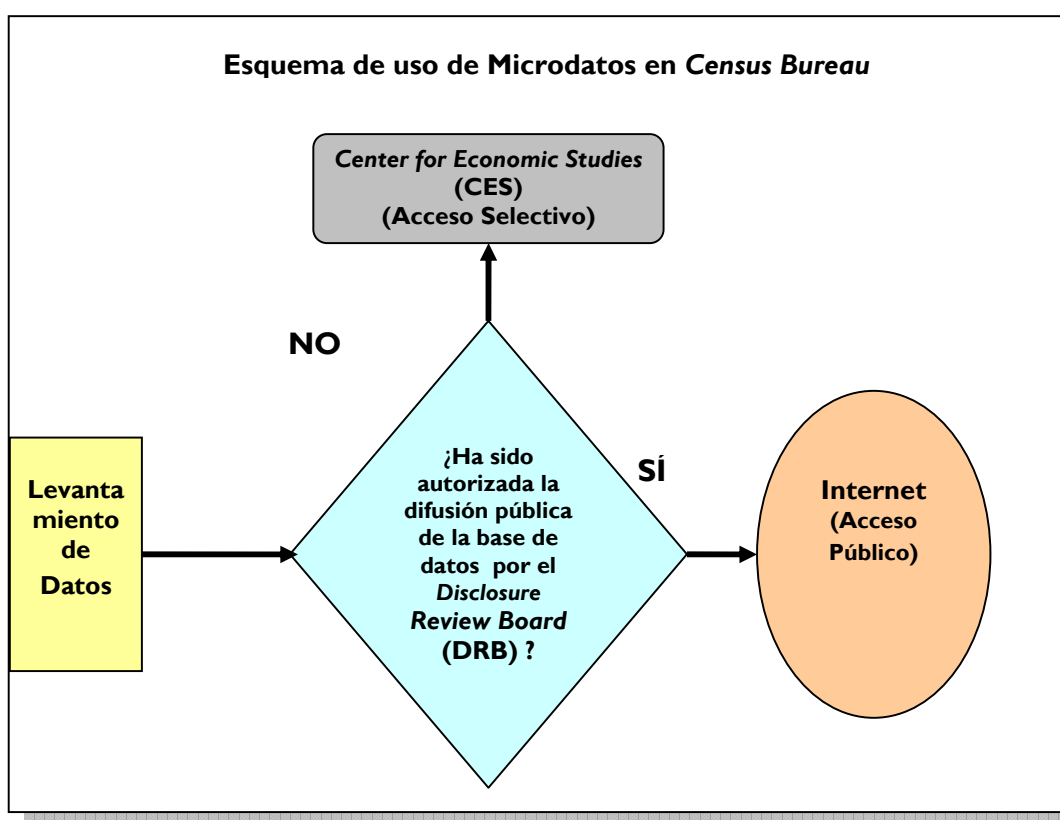 Esquema de uso de Microdatos en Census Bureau
Center for Economic Studies
(CES)
(Acceso Selectivo)
NO
Levanta
miento
de
Datos
¿Ha sido
autorizada la
difusión pública
de la base de
datos por el
Disclosure
Review Board
(DRB) ?
SÍ
Internet
(Acceso
Público)